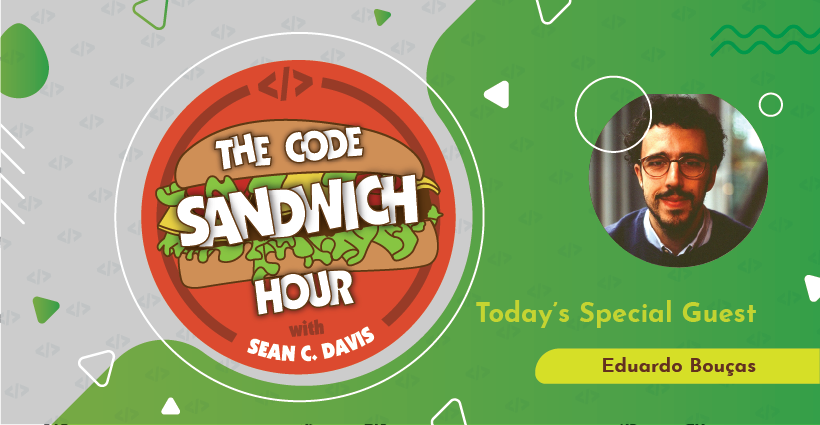 </>
THE CODE
SANDWICH
HOUR
with
SEAN C. DAVIS
Today's Special Guest
Eduardo Bouças